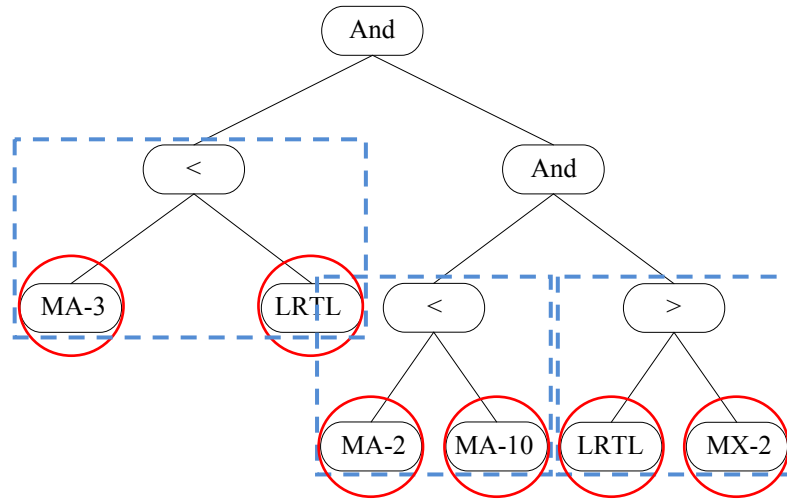 And
<
And
MA-3
LRTL
<
>
MA-2
MA-10
LRTL
MX-2